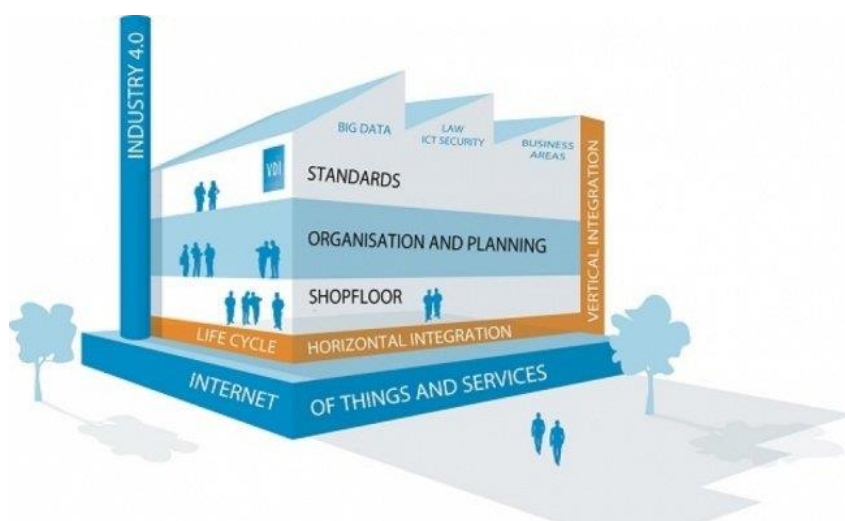 INDUSTRY 4.0
BIG DATA
LAW
ICT SECURITY
BUSINESS
AREAS
VDI
STANDARDS
ORGANISATION AND PLANNING
SHOPFLOOR
VERTICAL INTEGRATION
LIFE CYCLE
HORIZONTAL INTEGRATION
INTERNET
OF THINGS AND SERVICES